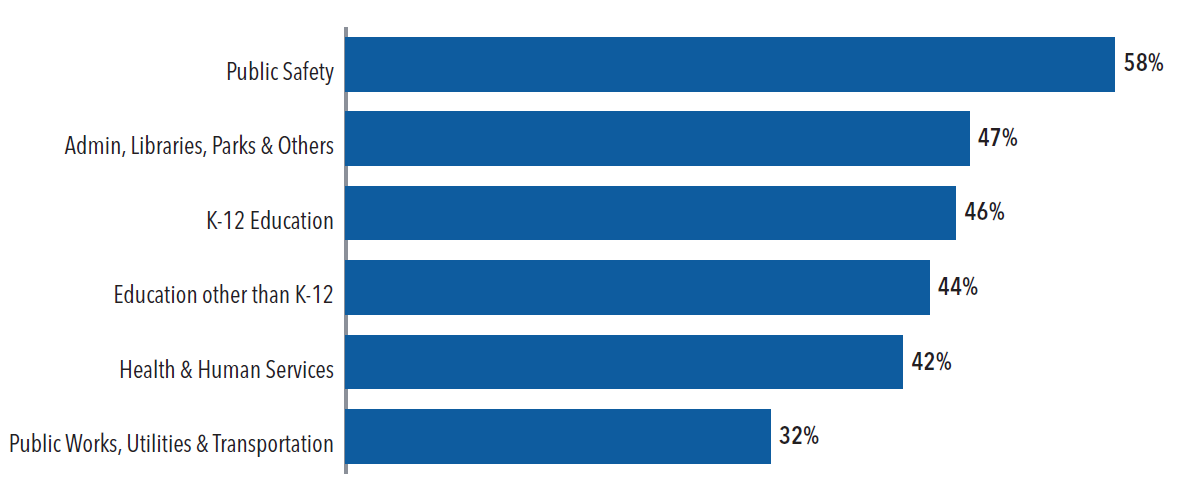 Public Safety 58%
Admin, Libraries, Parks & Others 47%
K-12 Education 46%
Education other than K-12 44%
Health & Human Services 42%
Public Works, Utilities & Transportation 32%